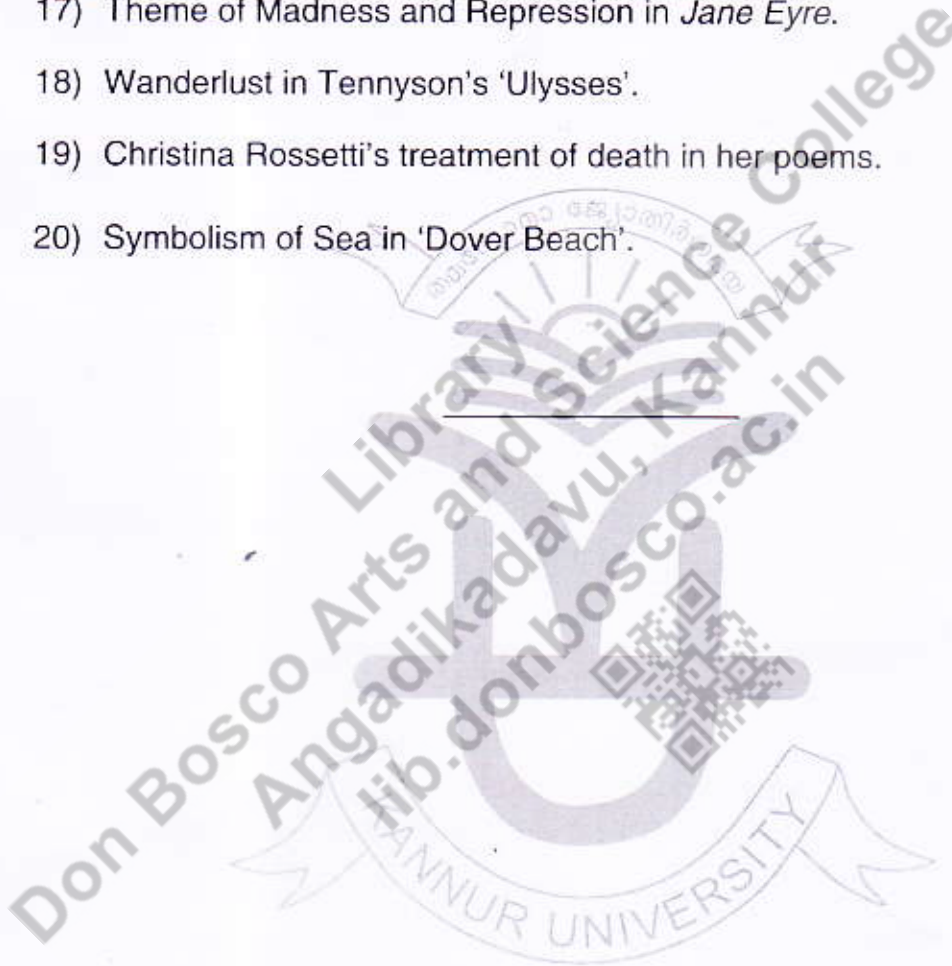 17) Theme of Madness and Repression in Jane Eyre.
18) Wanderlust in Tennyson's 'Ulysses'.
19) Christina Rossetti's treatment of death in her poems.
20) Symbolism of Sea in 'Dover Beach'.
Library
Don Bosco Arts and Science College
Angadikadavu, Kannur
lib.donbosco.ac.in
KANNUR UNIVERSITY